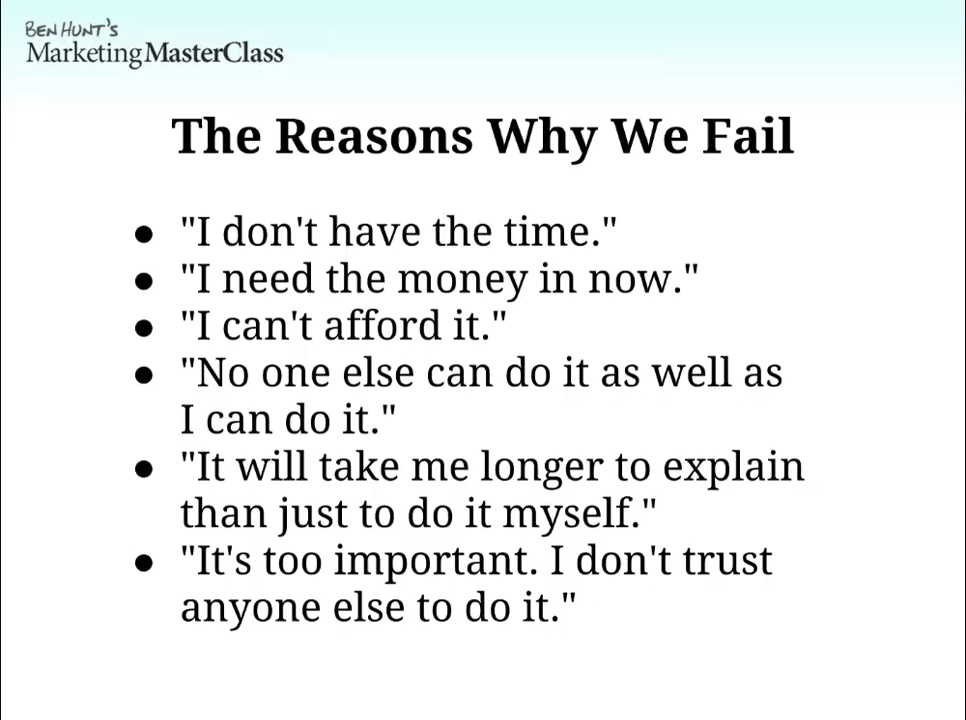 BEN HUNT'S
Marketing MasterClass
The Reasons Why We Fail
● "I don't have the time."
● "I need the money in now."
● "I can't afford it."
● "No one else can do it as well as
I can do it."
● "It will take me longer to explain
than just to do it myself."
● "It's too important. I don't trust
anyone else to do it."